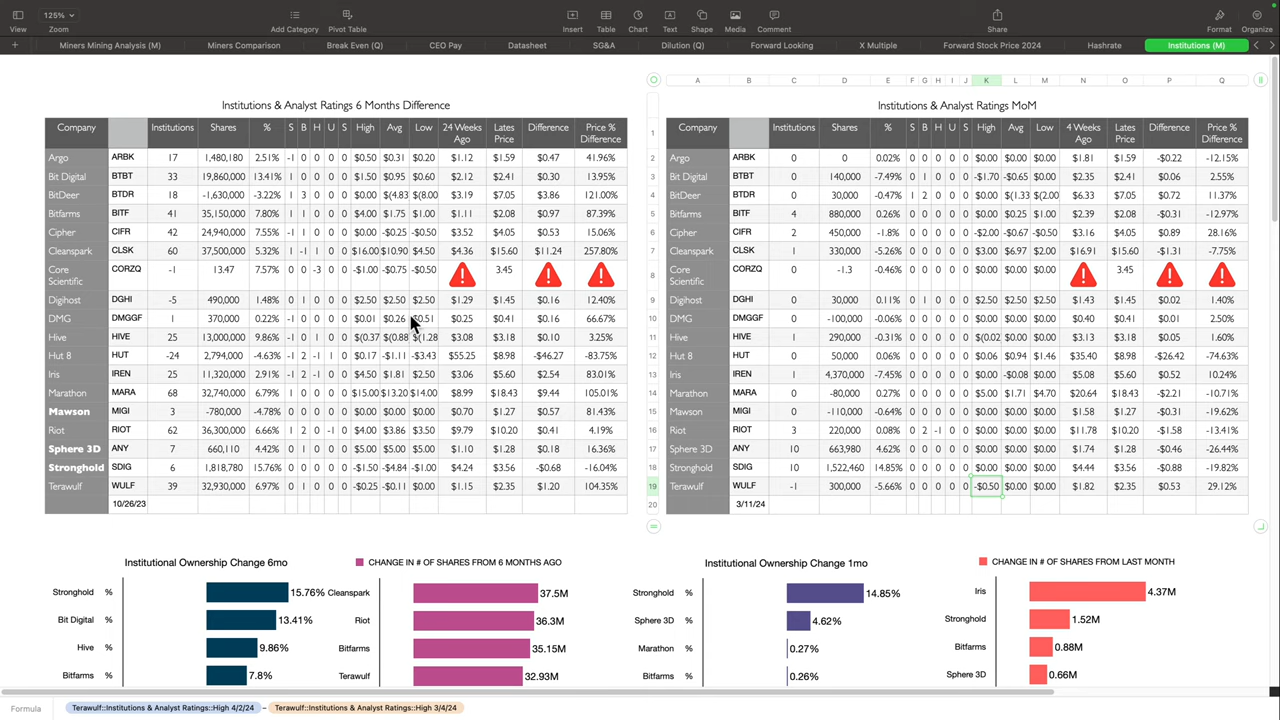 125%
View Zoom Add Category Pivot Table Insert Table Chart Text Shape Media Comment Share Format Organize
Miners Mining Analysis (M) Miners Comparison Break Even (Q) CEO Pay Datasheet SG&A Dilution (Q) Forward Looking X Multiple Forward Stock Price 2024 Hashrate Institutions (M)
A B C D E F G H I J K L M N O P Q
Institutions & Analyst Ratings 6 Months Difference
Company Institutions Shares % S B H U S High Avg Low 24 Weeks Ago Lates Price Difference Price % Difference
Argo ARBK 17 1,480,180 2.51% -1 0 0 0 0 $0.50 $0.31 $0.20 $1.12 $1.59 $0.47 41.96%
Bit Digital BTBT 33 19,860,000 13.41% 1 0 0 0 0 $1.50 $0.95 $0.60 $2.12 $2.41 $0.30 13.95%
BitDeer BTDR 18 -1,630,000 -3.22% 1 3 0 0 0 $0.00 $(4.83 $(8.00 $3.19 $7.05 $3.86 121.00%
Bitfarms BITF 41 35,150,000 7.80% 1 1 0 0 0 $4.00 $1.75 $1.00 $1.11 $2.08 $0.97 87.39%
Cipher CIFR 42 24,940,000 7.55% 1 1 0 0 0 $0.00 -$0.25 -$0.50 $3.52 $4.05 $0.53 15.06%
Cleanspark CLSK 60 37,500,000 5.32% 1 -1 1 0 0 $16.00 $10.90 $4.50 $4.36 $15.60 $11.24 257.80%
Core Scientific CORZQ -1 13.47 7.57% 0 0 -3 0 0 -$1.00 -$0.75 -$0.50 3.45
Digihost DGHI -5 490,000 1.48% 0 1 0 0 0 $2.50 $2.50 $2.50 $1.29 $1.45 $0.16 12.40%
DMG DMGGF 1 370,000 0.22% 0 1 0 0 0 $0.01 $0.26 $0.51 $0.25 $0.41 $0.16 66.67%
Hive HIVE 25 13,000,000 9.86% -1 1 0 0 0 $(0.37 $(0.88 $(1.28 $3.08 $3.18 $0.10 3.25%
Hut 8 HUT -24 2,794,000 -4.63% -1 2 -1 1 0 $0.17 -$1.11 -$3.43 $55.25 $8.98 -$46.27 -83.75%
Iris IREN 25 11,320,000 2.91% -1 2 -1 0 0 $4.50 $1.81 $2.50 $3.06 $5.60 $2.54 83.01%
Marathon MARA 68 32,740,000 6.79% 1 1 1 0 0 $15.00 $13.20 $14.00 $8.99 $18.43 $9.44 105.01%
Mawson MIGI 3 -780,000 -4.78% 0 0 0 0 0 $0.00 $0.00 $0.00 $0.70 $1.27 $0.57 81.43%
Riot RIOT 62 36,300,000 6.66% 1 2 0 -1 0 $4.00 $3.86 $3.50 $9.79 $10.20 $0.41 4.19%
Sphere 3D ANY 7 660,110 4.42% 0 1 0 0 0 $5.00 $5.00 $5.00 $1.10 $1.28 $0.18 16.36%
Stronghold SDIG 6 1,818,780 15.76% 1 0 0 0 0 -$1.50 -$4.84 -$1.00 $4.24 $3.56 -$0.68 -16.04%
Terawulf WULF 39 32,930,000 6.97% 0 1 0 0 0 -$0.25 -$0.11 $0.00 $1.15 $2.35 $1.20 104.35%
10/26/23
Institutions & Analyst Ratings MoM
1 Company Institutions Shares % S B H U S High Avg Low 4 Weeks Ago Lates Price Difference Price % Difference
2 Argo ARBK 0 0 0.02% 0 0 0 0 0 $0.00 $0.00 $0.00 $1.81 $1.59 -$0.22 -12.15%
3 Bit Digital BTBT 0 140,000 -7.49% 1 0 0 0 0 -$1.70 -$0.65 $0.00 $2.35 $2.41 $0.06 2.55%
4 BitDeer BTDR 0 30,000 -0.47% 1 2 0 0 0 $0.00 $(1.33 $(2.00 $6.33 $7.05 $0.72 11.37%
5 Bitfarms BITF 4 880,000 0.26% 1 0 0 0 0 $0.00 $0.25 $1.00 $2.39 $2.08 -$0.31 -12.97%
6 Cipher CIFR 2 450,000 -1.8% 1 0 0 0 0 -$2.00 -$0.67 -$0.50 $3.16 $4.05 $0.89 28.16%
7 Cleanspark CLSK 1 330,000 -5.26% 1 0 0 0 0 $3.00 $6.97 $2.00 $16.91 $15.60 -$1.31 -7.75%
8 Core Scientific CORZQ 0 -1.3 -0.46% 0 0 0 0 0 $0.00 $0.00 $0.00 3.45
9 Digihost DGHI 0 30,000 0.11% 0 1 0 0 0 $2.50 $2.50 $2.50 $1.43 $1.45 $0.02 1.40%
10 DMG DMGGF 0 -100,000 -0.06% 0 0 0 0 0 $0.00 $0.00 $0.00 $0.40 $0.41 $0.01 2.50%
11 Hive HIVE 1 290,000 -0.31% 0 0 0 0 0 $(0.02 $0.00 $0.00 $3.13 $3.18 $0.05 1.60%
12 Hut 8 HUT 0 50,000 0.06% 0 0 0 0 0 $0.06 $0.94 $1.46 $35.40 $8.98 -$26.42 -74.63%
13 Iris IREN 1 4,370,000 -7.45% 0 0 0 0 0 $0.00 -$0.08 $0.00 $5.08 $5.60 $0.52 10.24%
14 Marathon MARA 1 -80,000 0.27% 0 0 0 0 0 $5.00 $1.71 $4.70 $20.64 $18.43 -$2.21 -10.71%
15 Mawson MIGI 0 -110,000 -0.64% 0 0 0 0 0 $0.00 $0.00 $0.00 $1.58 $1.27 -$0.31 -19.62%
16 Riot RIOT 3 220,000 0.08% 0 2 -1 0 0 $0.00 $0.00 $0.00 $11.78 $10.20 -$1.58 -13.41%
17 Sphere 3D ANY 10 663,980 4.62% 0 0 0 0 0 $0.00 $0.00 $0.00 $1.74 $1.28 -$0.46 -26.44%
18 Stronghold SDIG 10 1,522,460 14.85% 0 0 0 0 0 $0.00 $0.00 $0.00 $4.44 $3.56 -$0.88 -19.82%
19 Terawulf WULF -1 300,000 -5.66% 0 0 0 0 0 -$0.50 $0.00 $0.00 $1.82 $2.35 $0.53 29.12%
20 3/11/24
Institutional Ownership Change 6mo
Stronghold % 15.76%
Bit Digital % 13.41%
Hive % 9.86%
Bitfarms % 7.8%
CHANGE IN # OF SHARES FROM 6 MONTHS AGO
Cleanspark 37.5M
Riot 36.3M
Bitfarms 35.15M
Terawulf 32.93M
Institutional Ownership Change 1mo
Stronghold % 14.85%
Sphere 3D % 4.62%
Marathon % 0.27%
Bitfarms % 0.26%
CHANGE IN # OF SHARES FROM LAST MONTH
Iris 4.37M
Stronghold 1.52M
Bitfarms 0.88M
Sphere 3D 0.66M
Formula Terawulf::Institutions & Analyst Ratings::High 4/2/24 − Terawulf::Institutions & Analyst Ratings::High 3/4/24